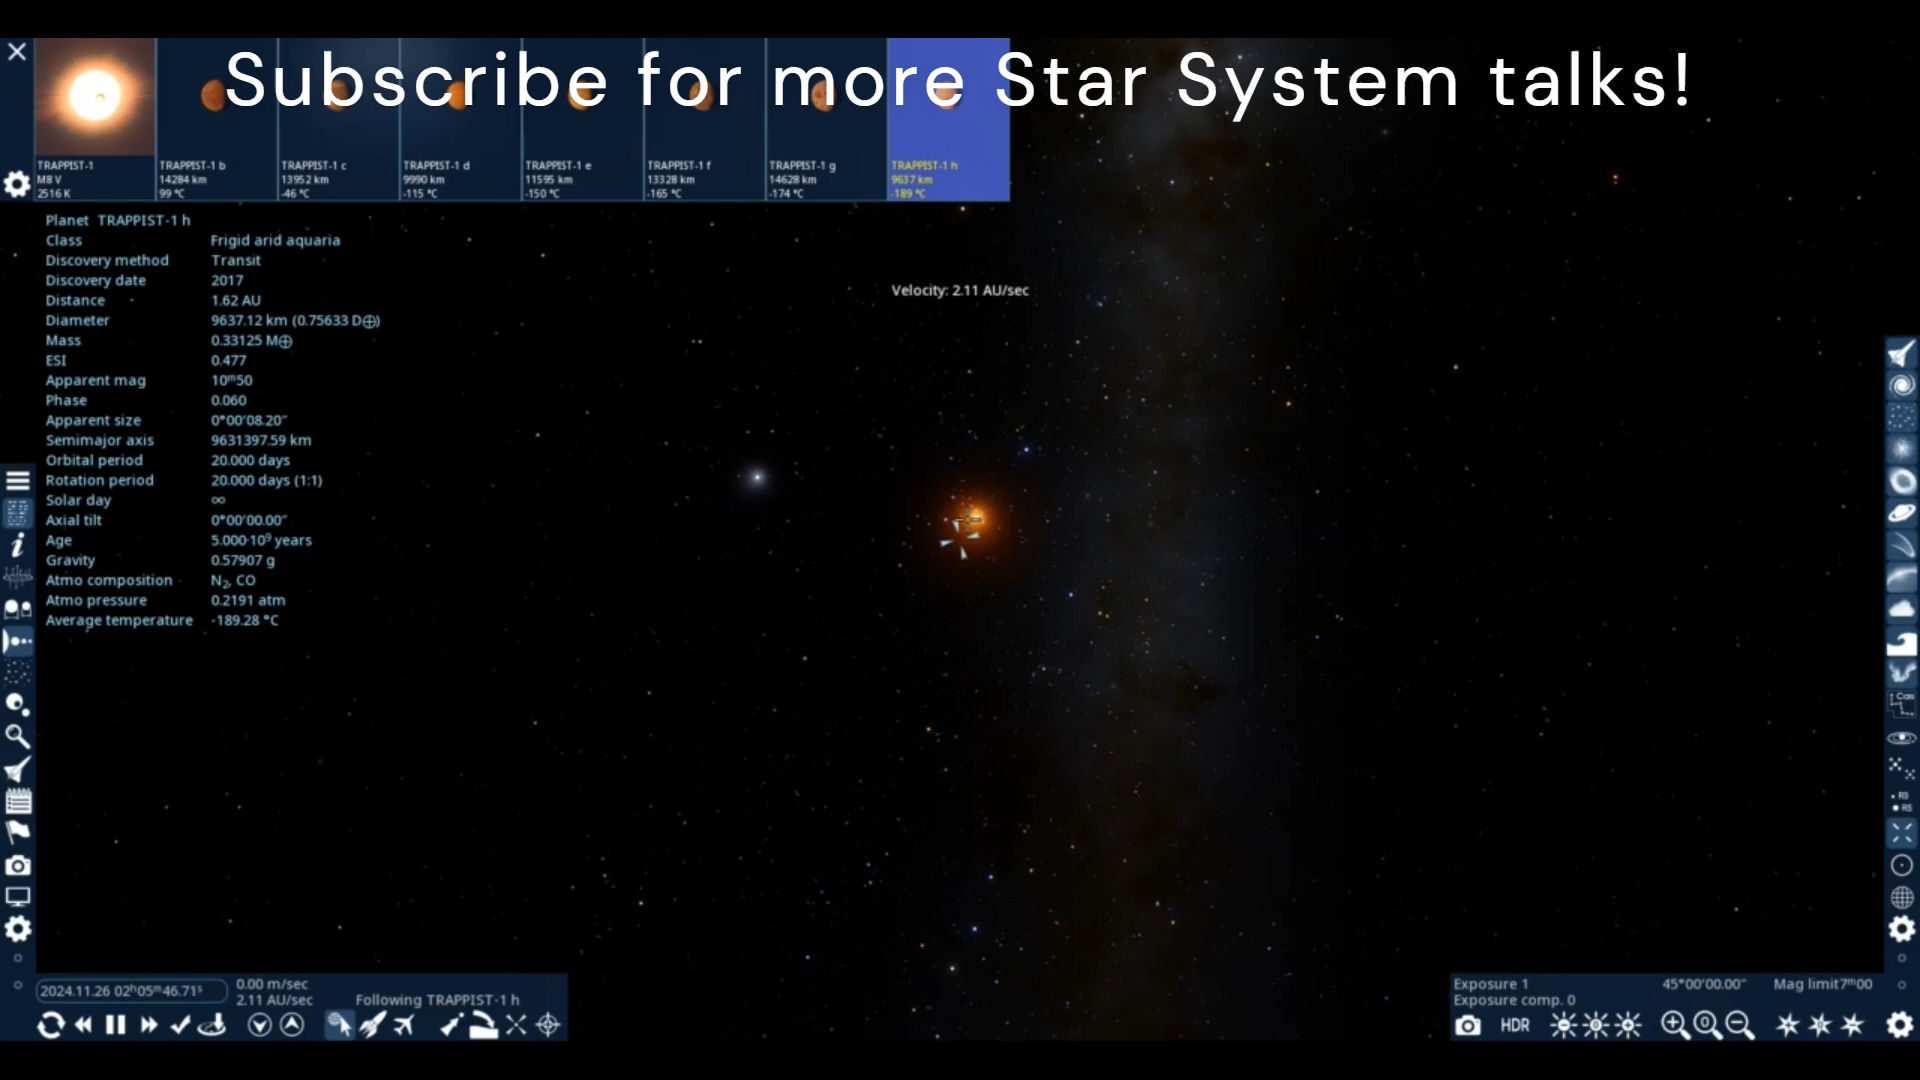 Subscribe for more Star System talks!
TRAPPIST-1
M8 V
2516 K
TRAPPIST-1 b
14284 km
99 °C
TRAPPIST-1 c
13952 km
-46 °C
TRAPPIST-1 d
9990 km
-115 °C
TRAPPIST-1 e
11595 km
-150 °C
TRAPPIST-1 f
13328 km
-165 °C
TRAPPIST-1 g
14628 km
-174 °C
TRAPPIST-1 h
9637 km
-189 °C
Planet TRAPPIST-1 h
Class Frigid arid aquaria
Discovery method Transit
Discovery date 2017
Distance 1.62 AU
Diameter 9637.12 km (0.75633 D⊕)
Mass 0.33125 M⊕
ESI 0.477
Apparent mag 10ᵐ50
Phase 0.060
Apparent size 0°00′08.20″
Semimajor axis 9631397.59 km
Orbital period 20.000 days
Rotation period 20.000 days (1:1)
Solar day ∞
Axial tilt 0°00′00.00″
Age 5.000·10⁹ years
Gravity 0.57907 g
Atmo composition N₂, CO
Atmo pressure 0.2191 atm
Average temperature -189.28 °C
Velocity: 2.11 AU/sec
Cas
RS
RS
2024.11.26 02ʰ05ᵐ46.71ˢ
0.00 m/sec
2.11 AU/sec
Following TRAPPIST-1 h
Exposure 1 45°00′00.00″ Mag limit7ᵐ00
Exposure comp. 0
HDR